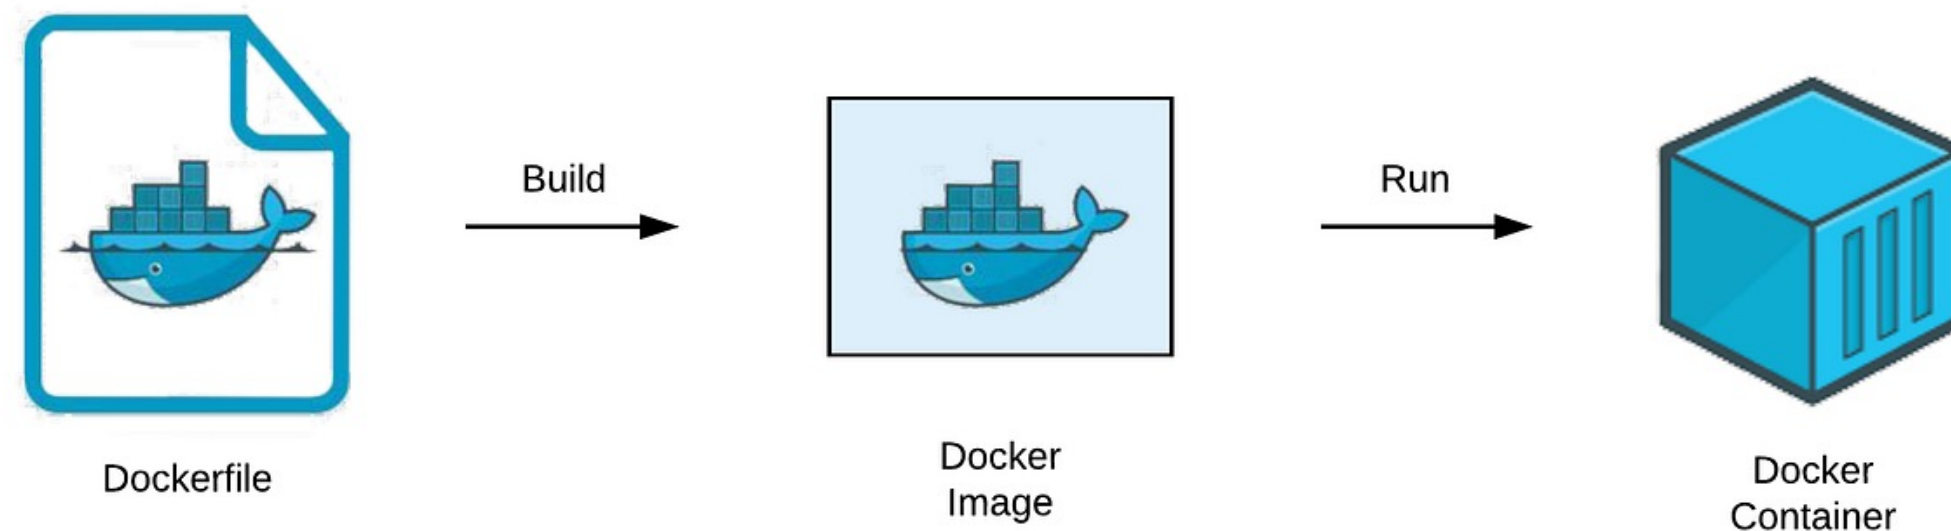 Build
Run
Dockerfile
Docker
Image
Docker
Container